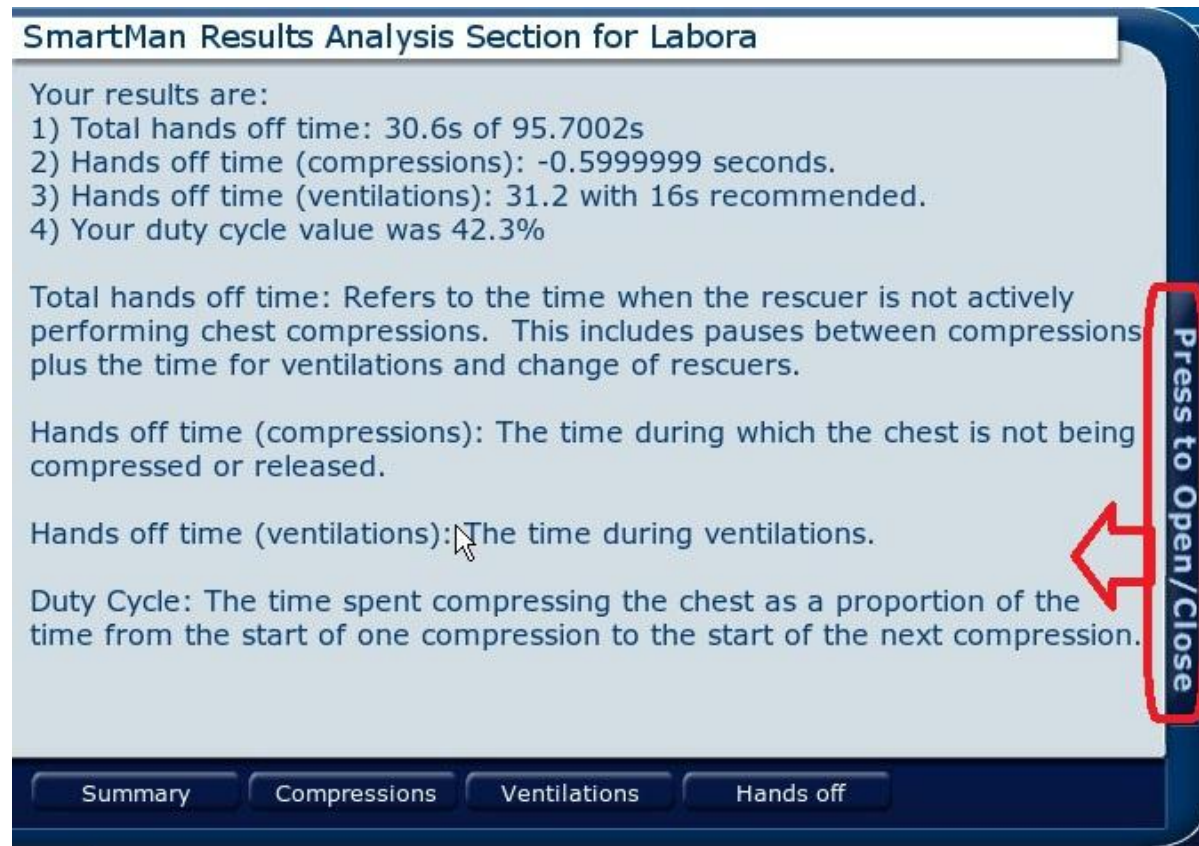 SmartMan Results Analysis Section for Labora
Your results are:
1) Total hands off time: 30.6s of 95.7002s
2) Hands off time (compressions): -0.5999999 seconds.
3) Hands off time (ventilations): 31.2 with 16s recommended.
4) Your duty cycle value was 42.3%
Total hands off time: Refers to the time when the rescuer is not actively
performing chest compressions.  This includes pauses between compressions
plus the time for ventilations and change of rescuers.
Hands off time (compressions): The time during which the chest is not being
compressed or released.
Hands off time (ventilations): The time during ventilations.
Duty Cycle: The time spent compressing the chest as a proportion of the
time from the start of one compression to the start of the next compression.
Press to Open/Close
Summary
Compressions
Ventilations
Hands off